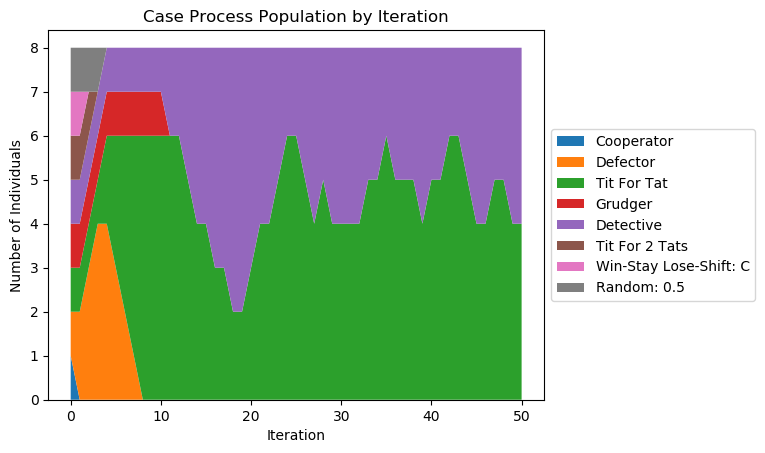 Case Process Population by Iteration
Number of Individuals
8
7
6
5
4
3
2
1
0
0 10 20 30 40 50
Iteration
Cooperator
Defector
Tit For Tat
Grudger
Detective
Tit For 2 Tats
Win-Stay Lose-Shift: C
Random: 0.5